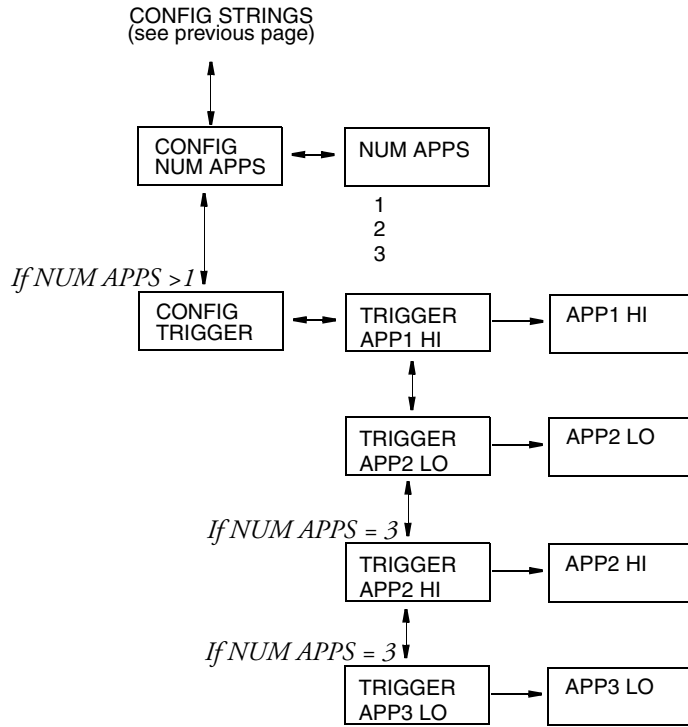 CONFIG STRINGS
(see previous page)
CONFIG
NUM APPS
NUM APPS
1
2
3
If NUM APPS >1
CONFIG
TRIGGER
TRIGGER
APP1 HI
APP1 HI
TRIGGER
APP2 LO
APP2 LO
If NUM APPS = 3
TRIGGER
APP2 HI
APP2 HI
If NUM APPS = 3
TRIGGER
APP3 LO
APP3 LO